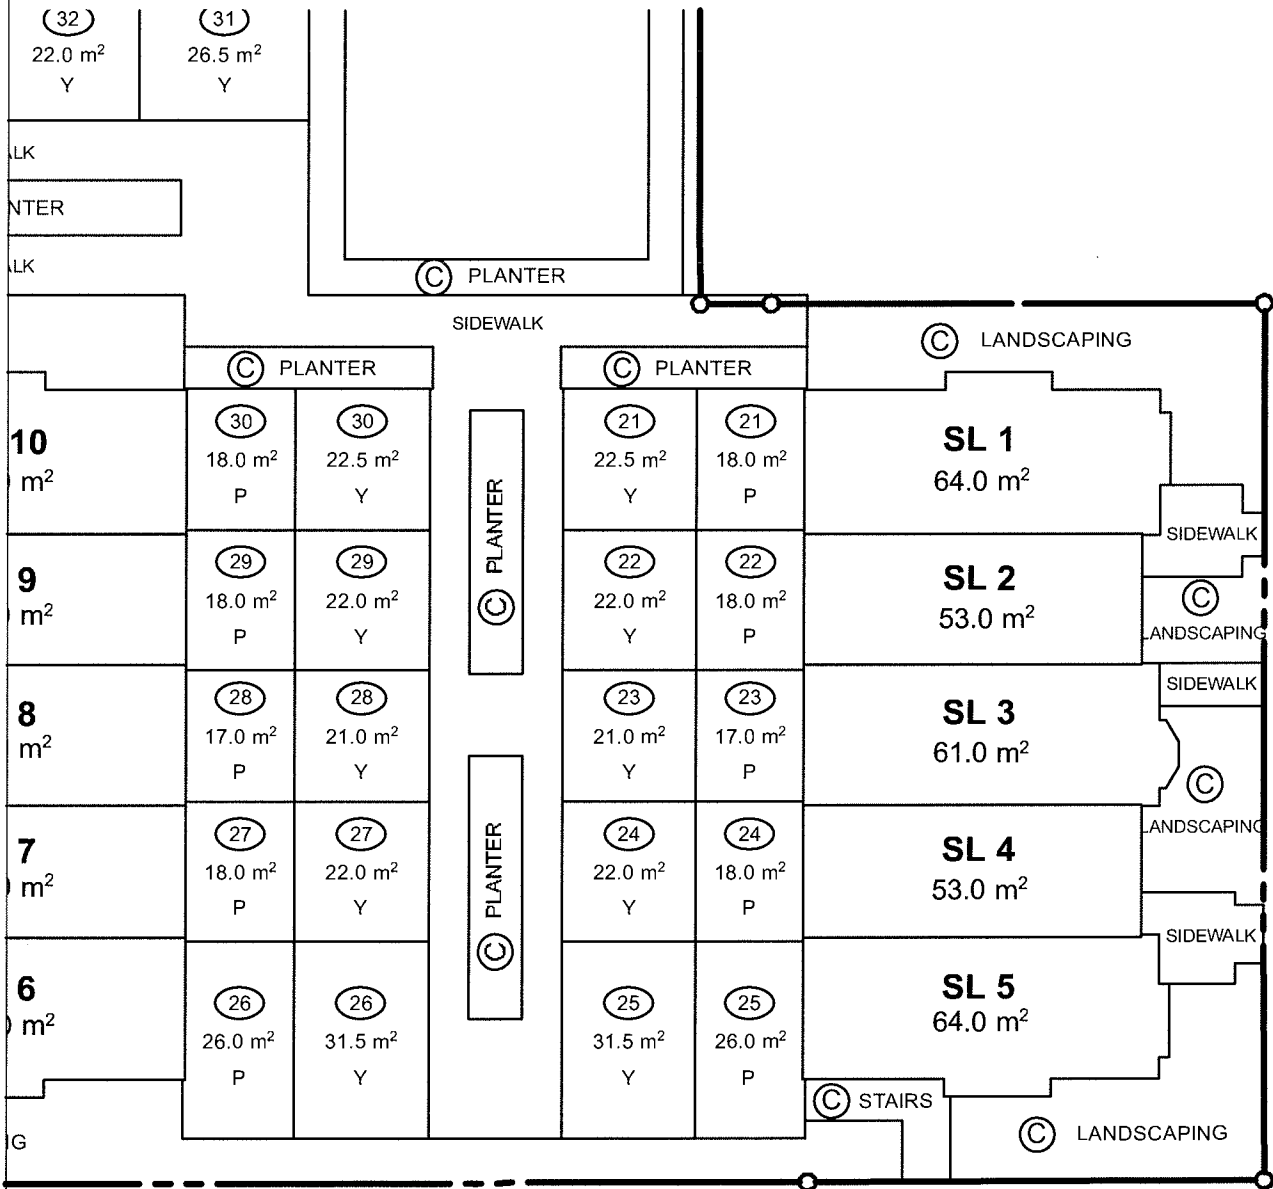 32
31
22.0 m²
26.5 m²
Y
Y
LK
NTER
LK
Ⓒ PLANTER
SIDEWALK
Ⓒ LANDSCAPING
Ⓒ PLANTER
Ⓒ PLANTER
10
m²
30
18.0 m²
P
30
22.5 m²
Y
Ⓒ PLANTER
21
22.5 m²
Y
21
18.0 m²
P
SL 1
64.0 m²
SIDEWALK
9
m²
29
18.0 m²
P
29
22.0 m²
Y
22
22.0 m²
Y
22
18.0 m²
P
SL 2
53.0 m²
Ⓒ
LANDSCAPING
SIDEWALK
8
m²
28
17.0 m²
P
28
21.0 m²
Y
23
21.0 m²
Y
23
17.0 m²
P
SL 3
61.0 m²
Ⓒ
LANDSCAPING
7
m²
27
18.0 m²
P
27
22.0 m²
Y
Ⓒ PLANTER
24
22.0 m²
Y
24
18.0 m²
P
SL 4
53.0 m²
SIDEWALK
6
m²
26
26.0 m²
P
26
31.5 m²
Y
25
31.5 m²
Y
25
26.0 m²
P
SL 5
64.0 m²
Ⓒ STAIRS
G
Ⓒ LANDSCAPING